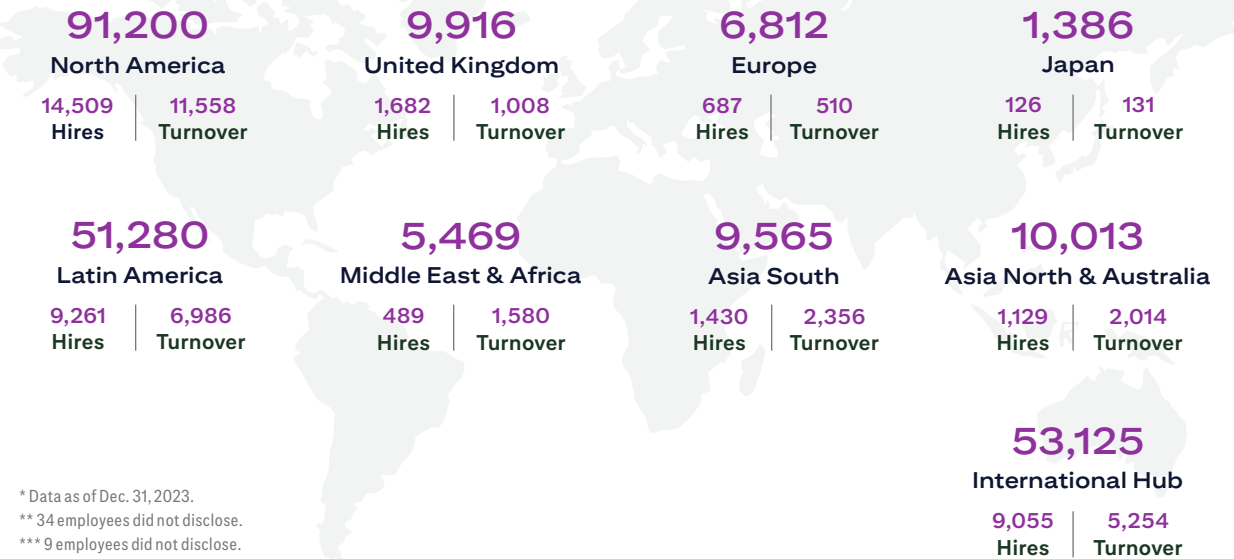 91,200
North America
14,509 | 11,558
Hires | Turnover
9,916
United Kingdom
1,682 | 1,008
Hires | Turnover
6,812
Europe
687 | 510
Hires | Turnover
1,386
Japan
126 | 131
Hires | Turnover
51,280
Latin America
9,261 | 6,986
Hires | Turnover
5,469
Middle East & Africa
489 | 1,580
Hires | Turnover
9,565
Asia South
1,430 | 2,356
Hires | Turnover
10,013
Asia North & Australia
1,129 | 2,014
Hires | Turnover
53,125
International Hub
9,055 | 5,254
Hires | Turnover
* Data as of Dec. 31, 2023.
** 34 employees did not disclose.
*** 9 employees did not disclose.